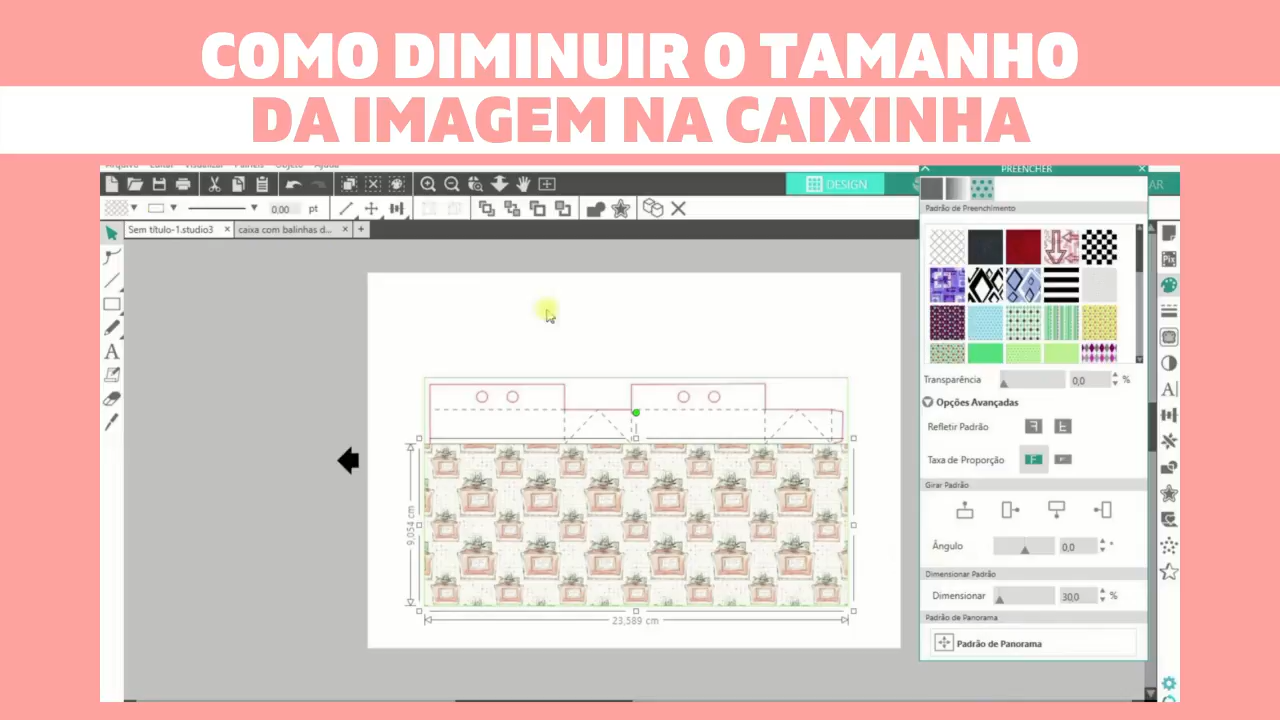 COMO DIMINUIR O TAMANHO
DA IMAGEM NA CAIXINHA
PREENCHER
DESIGN
AR
Padrão de Preenchimento
0,00 pt
Sem título-1.studio3 ×
caixa com balinhas d... ×
+
Pix
Transparência 0,0 %
Opções Avançadas
Refletir Padrão
Taxa de Proporção
Girar Padrão
Ângulo 0,0 °
Dimensionar Padrão
Dimensionar 30,0 %
Padrão de Panorama
Padrão de Panorama
9,054 cm
23,589 cm